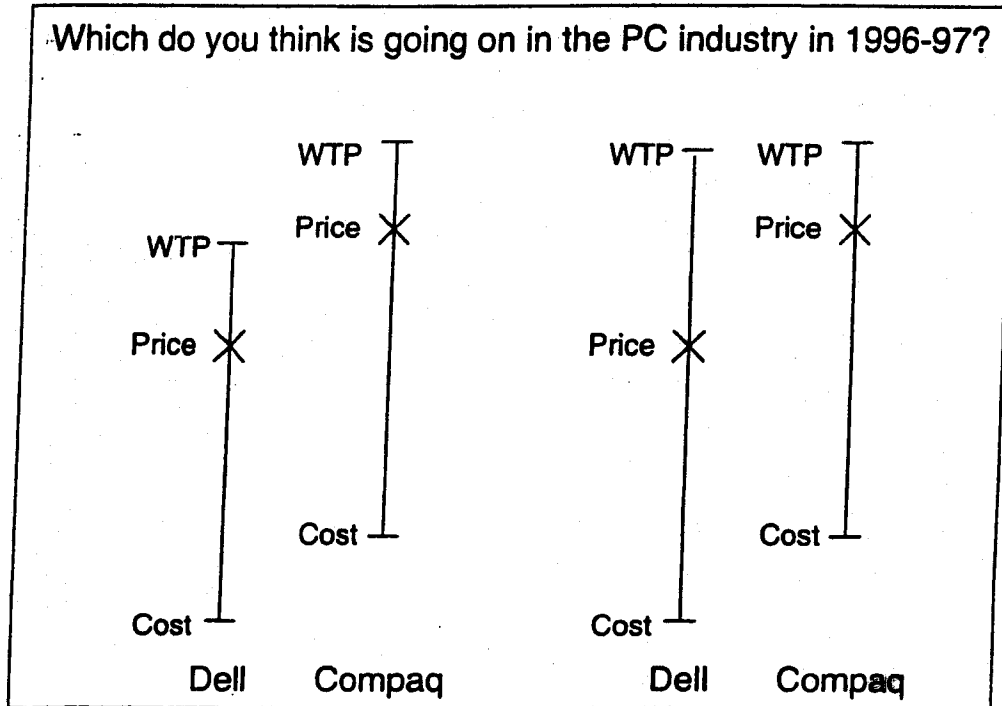 Which do you think is going on in the PC industry in 1996-97?
WTP
WTP
Price
Price
Cost
Cost
Dell Compaq
WTP WTP
Price
Price
Cost
Cost
Dell Compaq